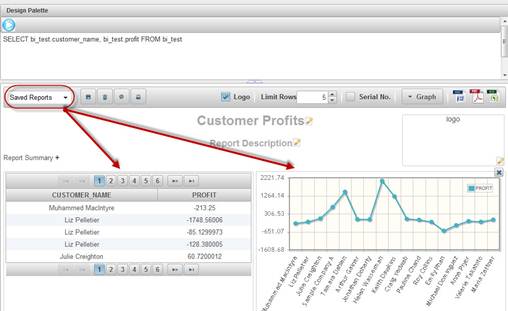 Design Palette
SELECT bi_test.customer_name, bi_test.profit FROM bi_test
Saved Reports
Logo
Limit Rows
5
Serial No.
Graph
Customer Profits
logo
Report Description
Report Summary +
1 2 3 4 5 6
CUSTOMER_NAME PROFIT
Muhammed MacIntyre -213.25
Liz Pelletier -1748.56006
Liz Pelletier -85.1299973
Liz Pelletier -128.380005
Julie Creighton 60.7200012
1 2 3 4 5 6
2221.74
1264.14
306.53
-651.07
-1608.68
PROFIT
Muhammed MacIntyre
Liz Pelletier
Julie Creighton
Sample Company A
Tamara Dahlen
Arthur Gainer
Jonathan Doherty
Helen Wasserman
Keith Dawkins
Craig Yedwab
Pauline Chand
Roy Collins
Emily Phan
Michael Dominguez
Anne Pryor
Valerie Takahito
Maria Zettner